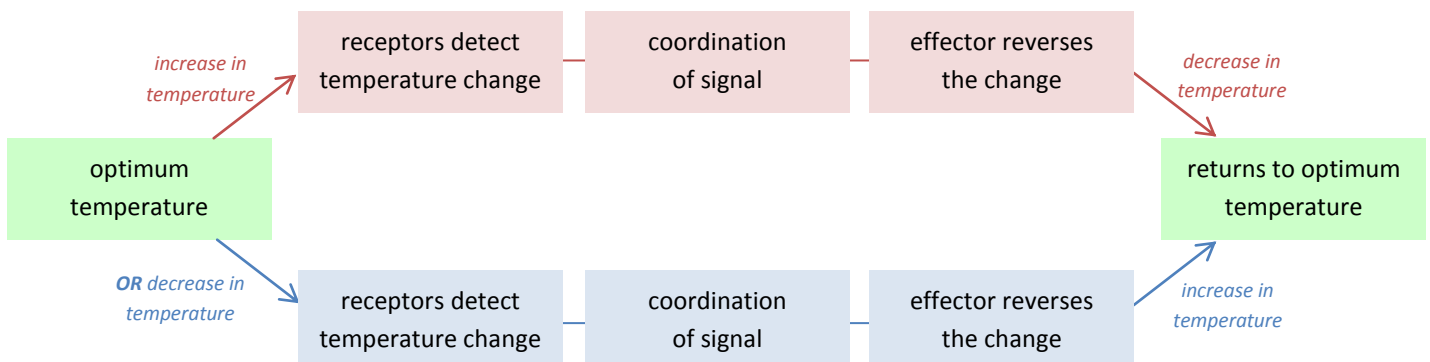 increase in
temperature
receptors detect
temperature change
coordination
of signal
effector reverses
the change
decrease in
temperature
optimum
temperature
returns to optimum
temperature
OR decrease in
temperature
receptors detect
temperature change
coordination
of signal
effector reverses
the change
increase in
temperature